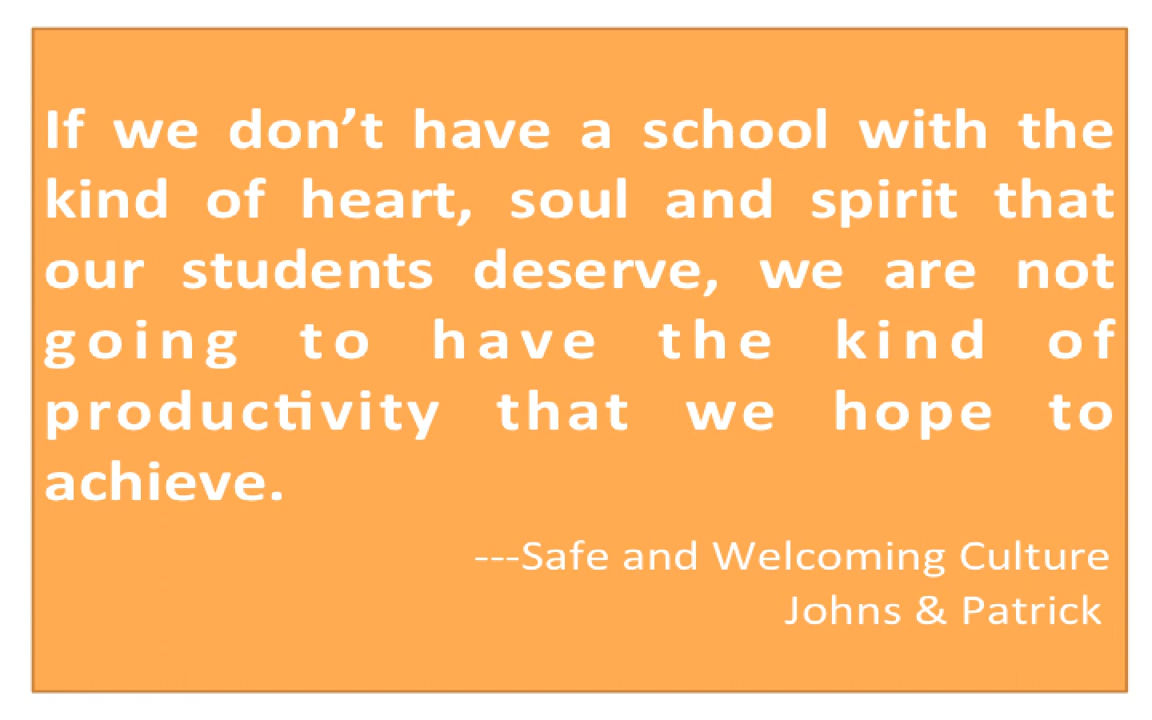 If we don’t have a school with the
kind of heart, soul and spirit that
our students deserve, we are not
going to have the kind of
productivity that we hope to
achieve.
---Safe and Welcoming Culture
Johns & Patrick